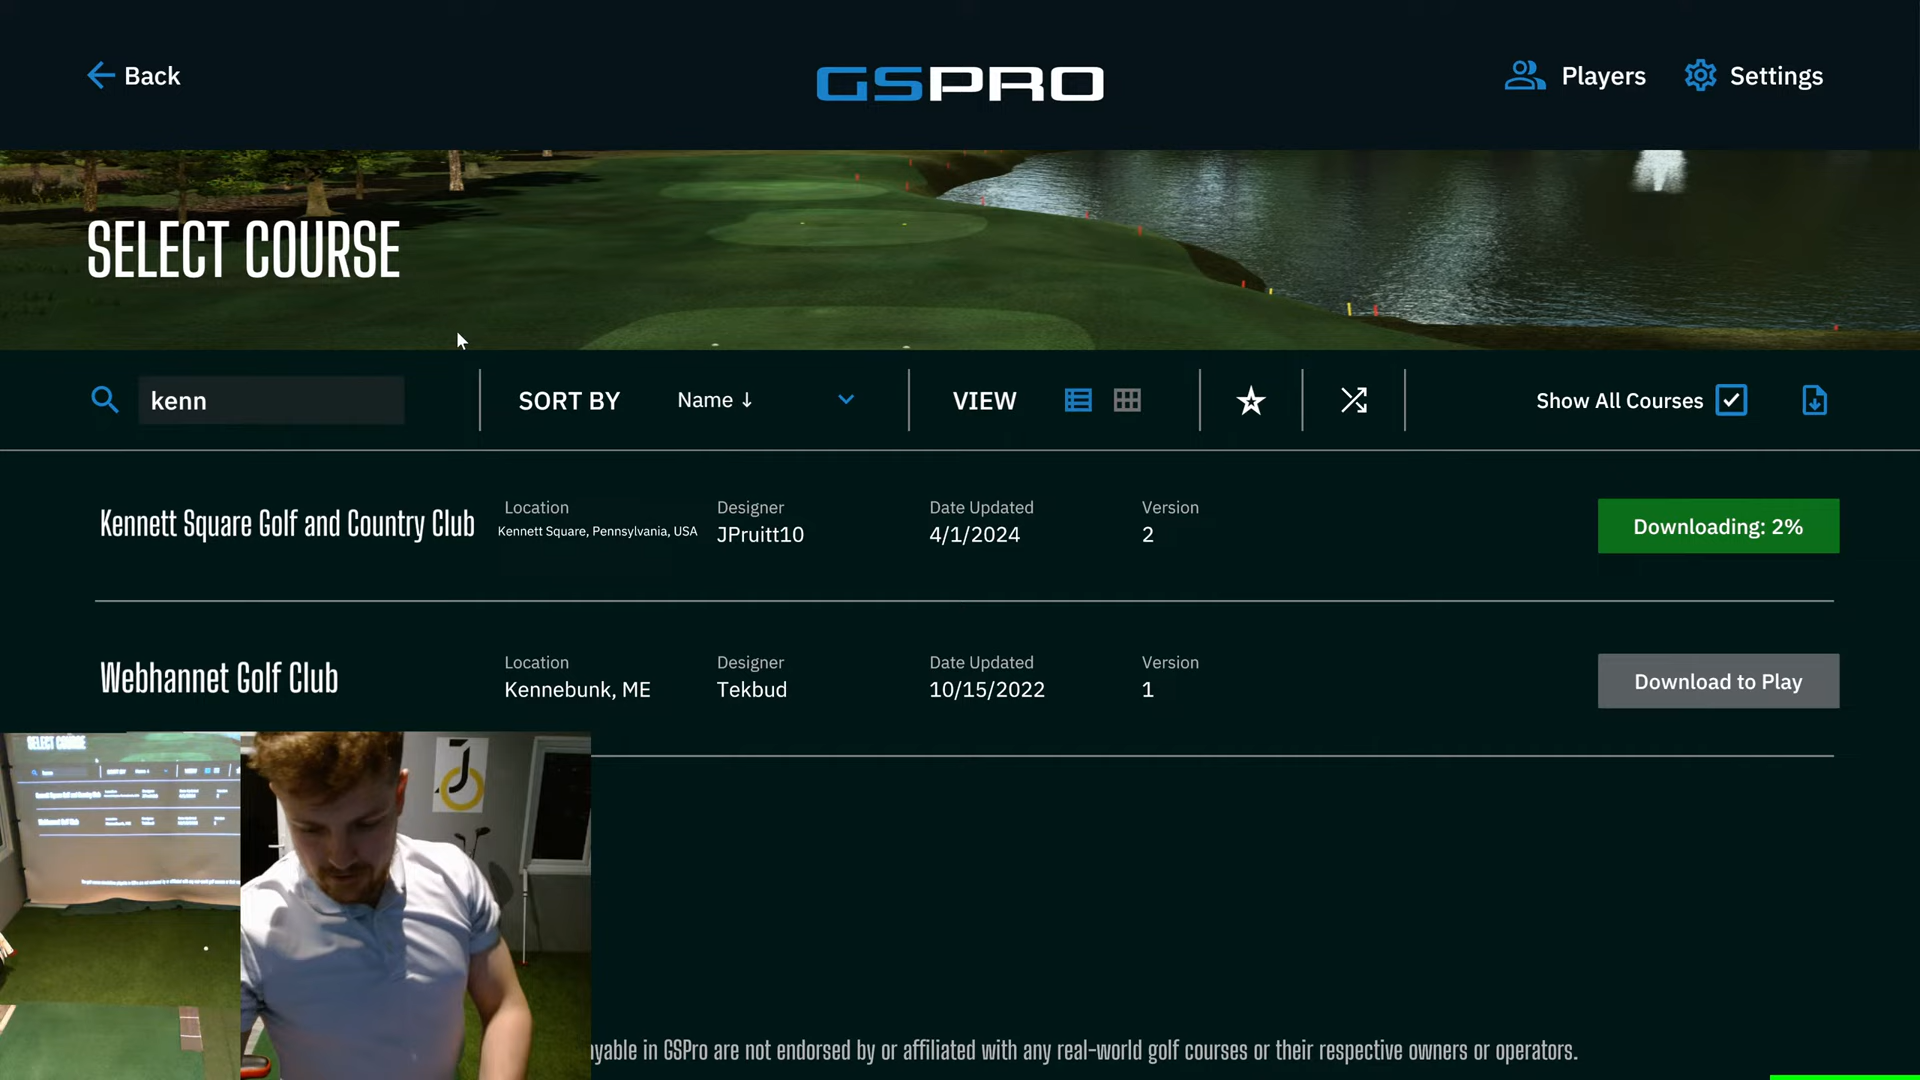 Back
GSPRO
Players
Settings
SELECT COURSE
kenn
SORT BY
Name ↓
VIEW
Show All Courses
Kennett Square Golf and Country Club
Location
Kennett Square, Pennsylvania, USA
Designer
JPruitt10
Date Updated
4/1/2024
Version
2
Downloading: 2%
Webhannet Golf Club
Location
Kennebunk, ME
Designer
Tekbud
Date Updated
10/15/2022
Version
1
Download to Play
SELECT COURSE
in GSPro are not endorsed by or affiliated with any real-world golf courses or their respective owners or operators.